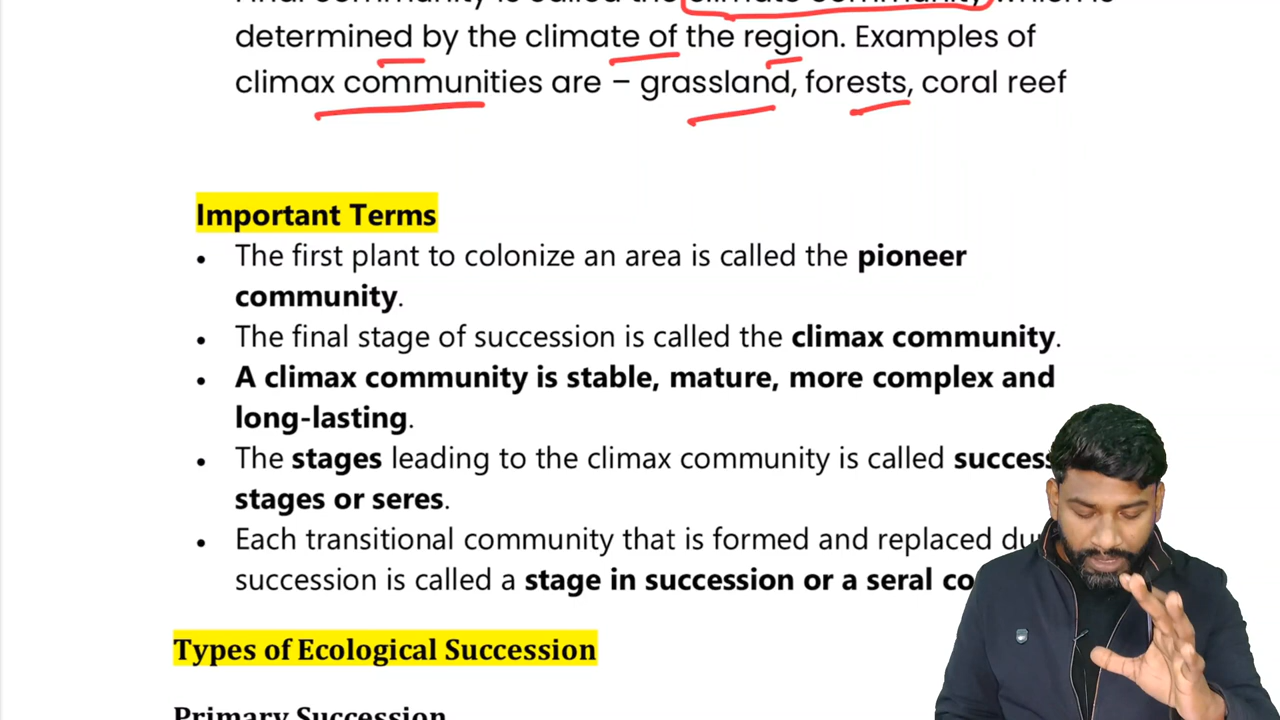 determined by the climate of the region. Examples of
climax communities are – grassland, forests, coral reef
Important Terms
• The first plant to colonize an area is called the pioneer
community.
• The final stage of succession is called the climax community.
• A climax community is stable, mature, more complex and
long-lasting.
• The stages leading to the climax community is called
stages or seres.
• Each transitional community that is formed and replaced
succession is called a stage in succession or a seral
Types of Ecological Succession
Primary Succession